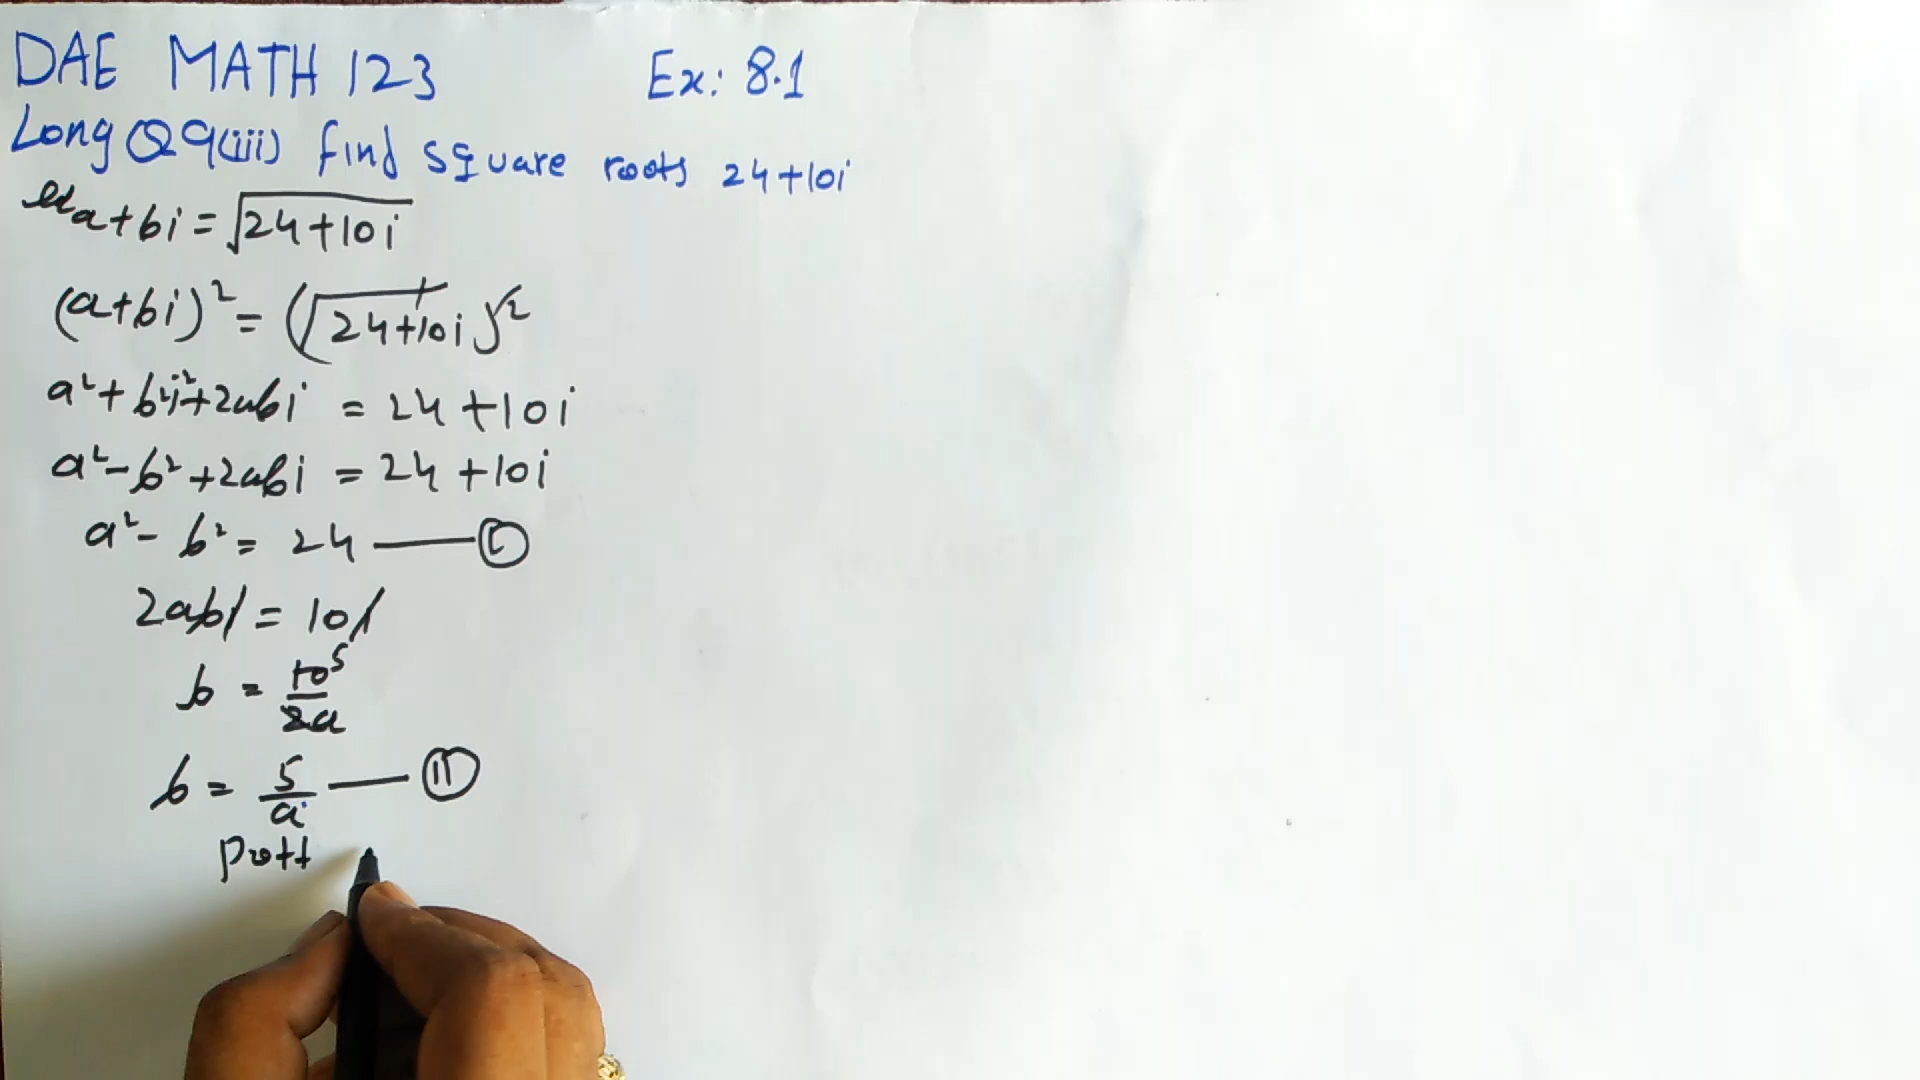 DAE MATH 123 Ex: 8.1
Long Q9(iii) find square roots 24+10i
a+bi = √24+10i
(a+bi)² = (√24+10i)²
a²+b²i²+2abi = 24+10i
a²-b²+2abi = 24+10i
a²-b² = 24 — (I)
2abi = 10i
b = 10/2a 5
b = 5/a — (II)